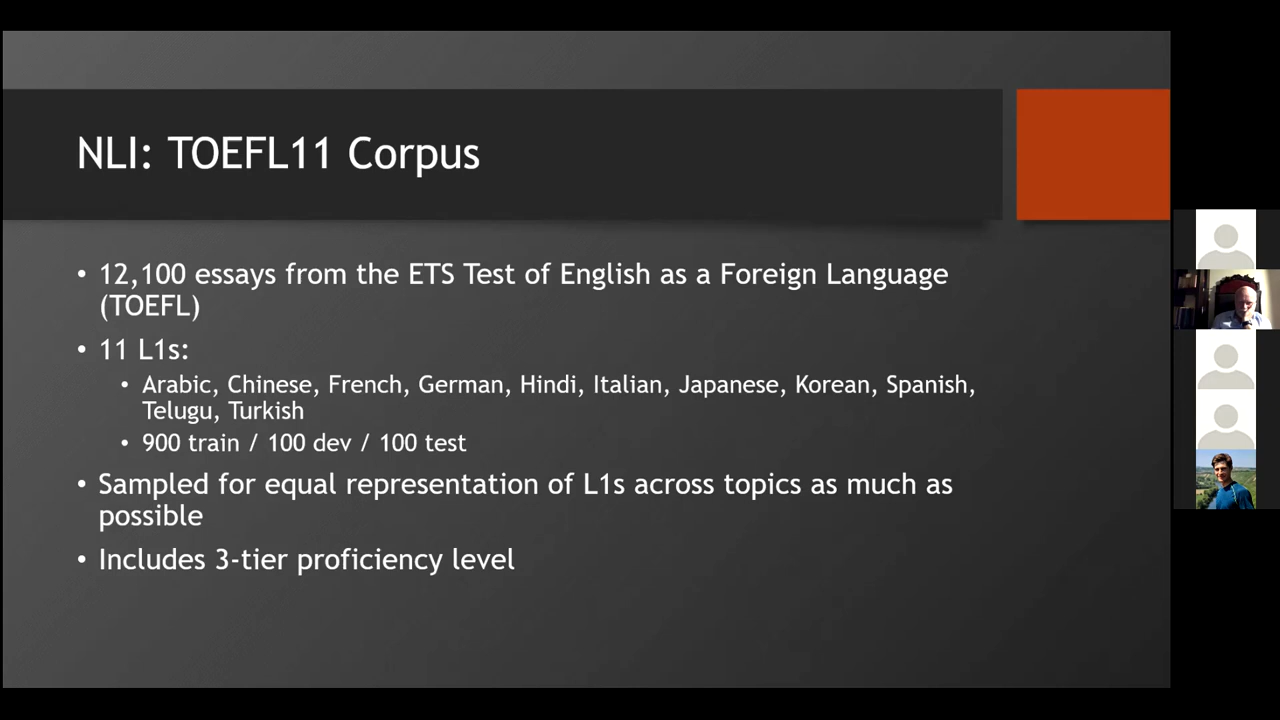 NLI: TOEFL11 Corpus
• 12,100 essays from the ETS Test of English as a Foreign Language
(TOEFL)
• 11 L1s:
• Arabic, Chinese, French, German, Hindi, Italian, Japanese, Korean, Spanish,
Telugu, Turkish
• 900 train / 100 dev / 100 test
• Sampled for equal representation of L1s across topics as much as
possible
• Includes 3-tier proficiency level